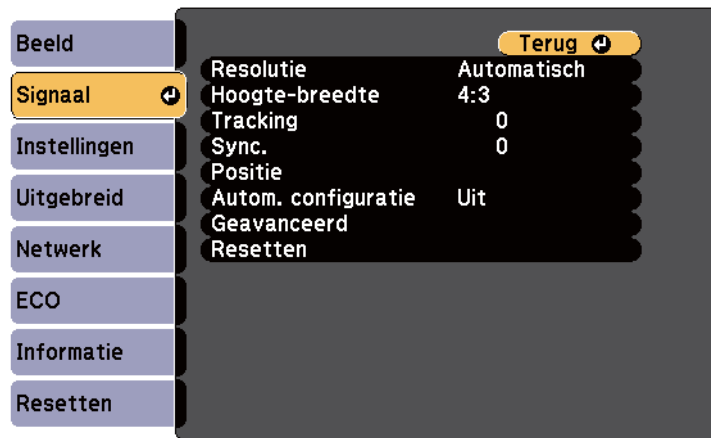 Beeld
Signaal
Instellingen
Uitgebreid
Netwerk
ECO
Informatie
Resetten
Terug
Resolutie Automatisch
Hoogte-breedte 4:3
Tracking 0
Sync. 0
Positie
Autom. configuratie Uit
Geavanceerd
Resetten